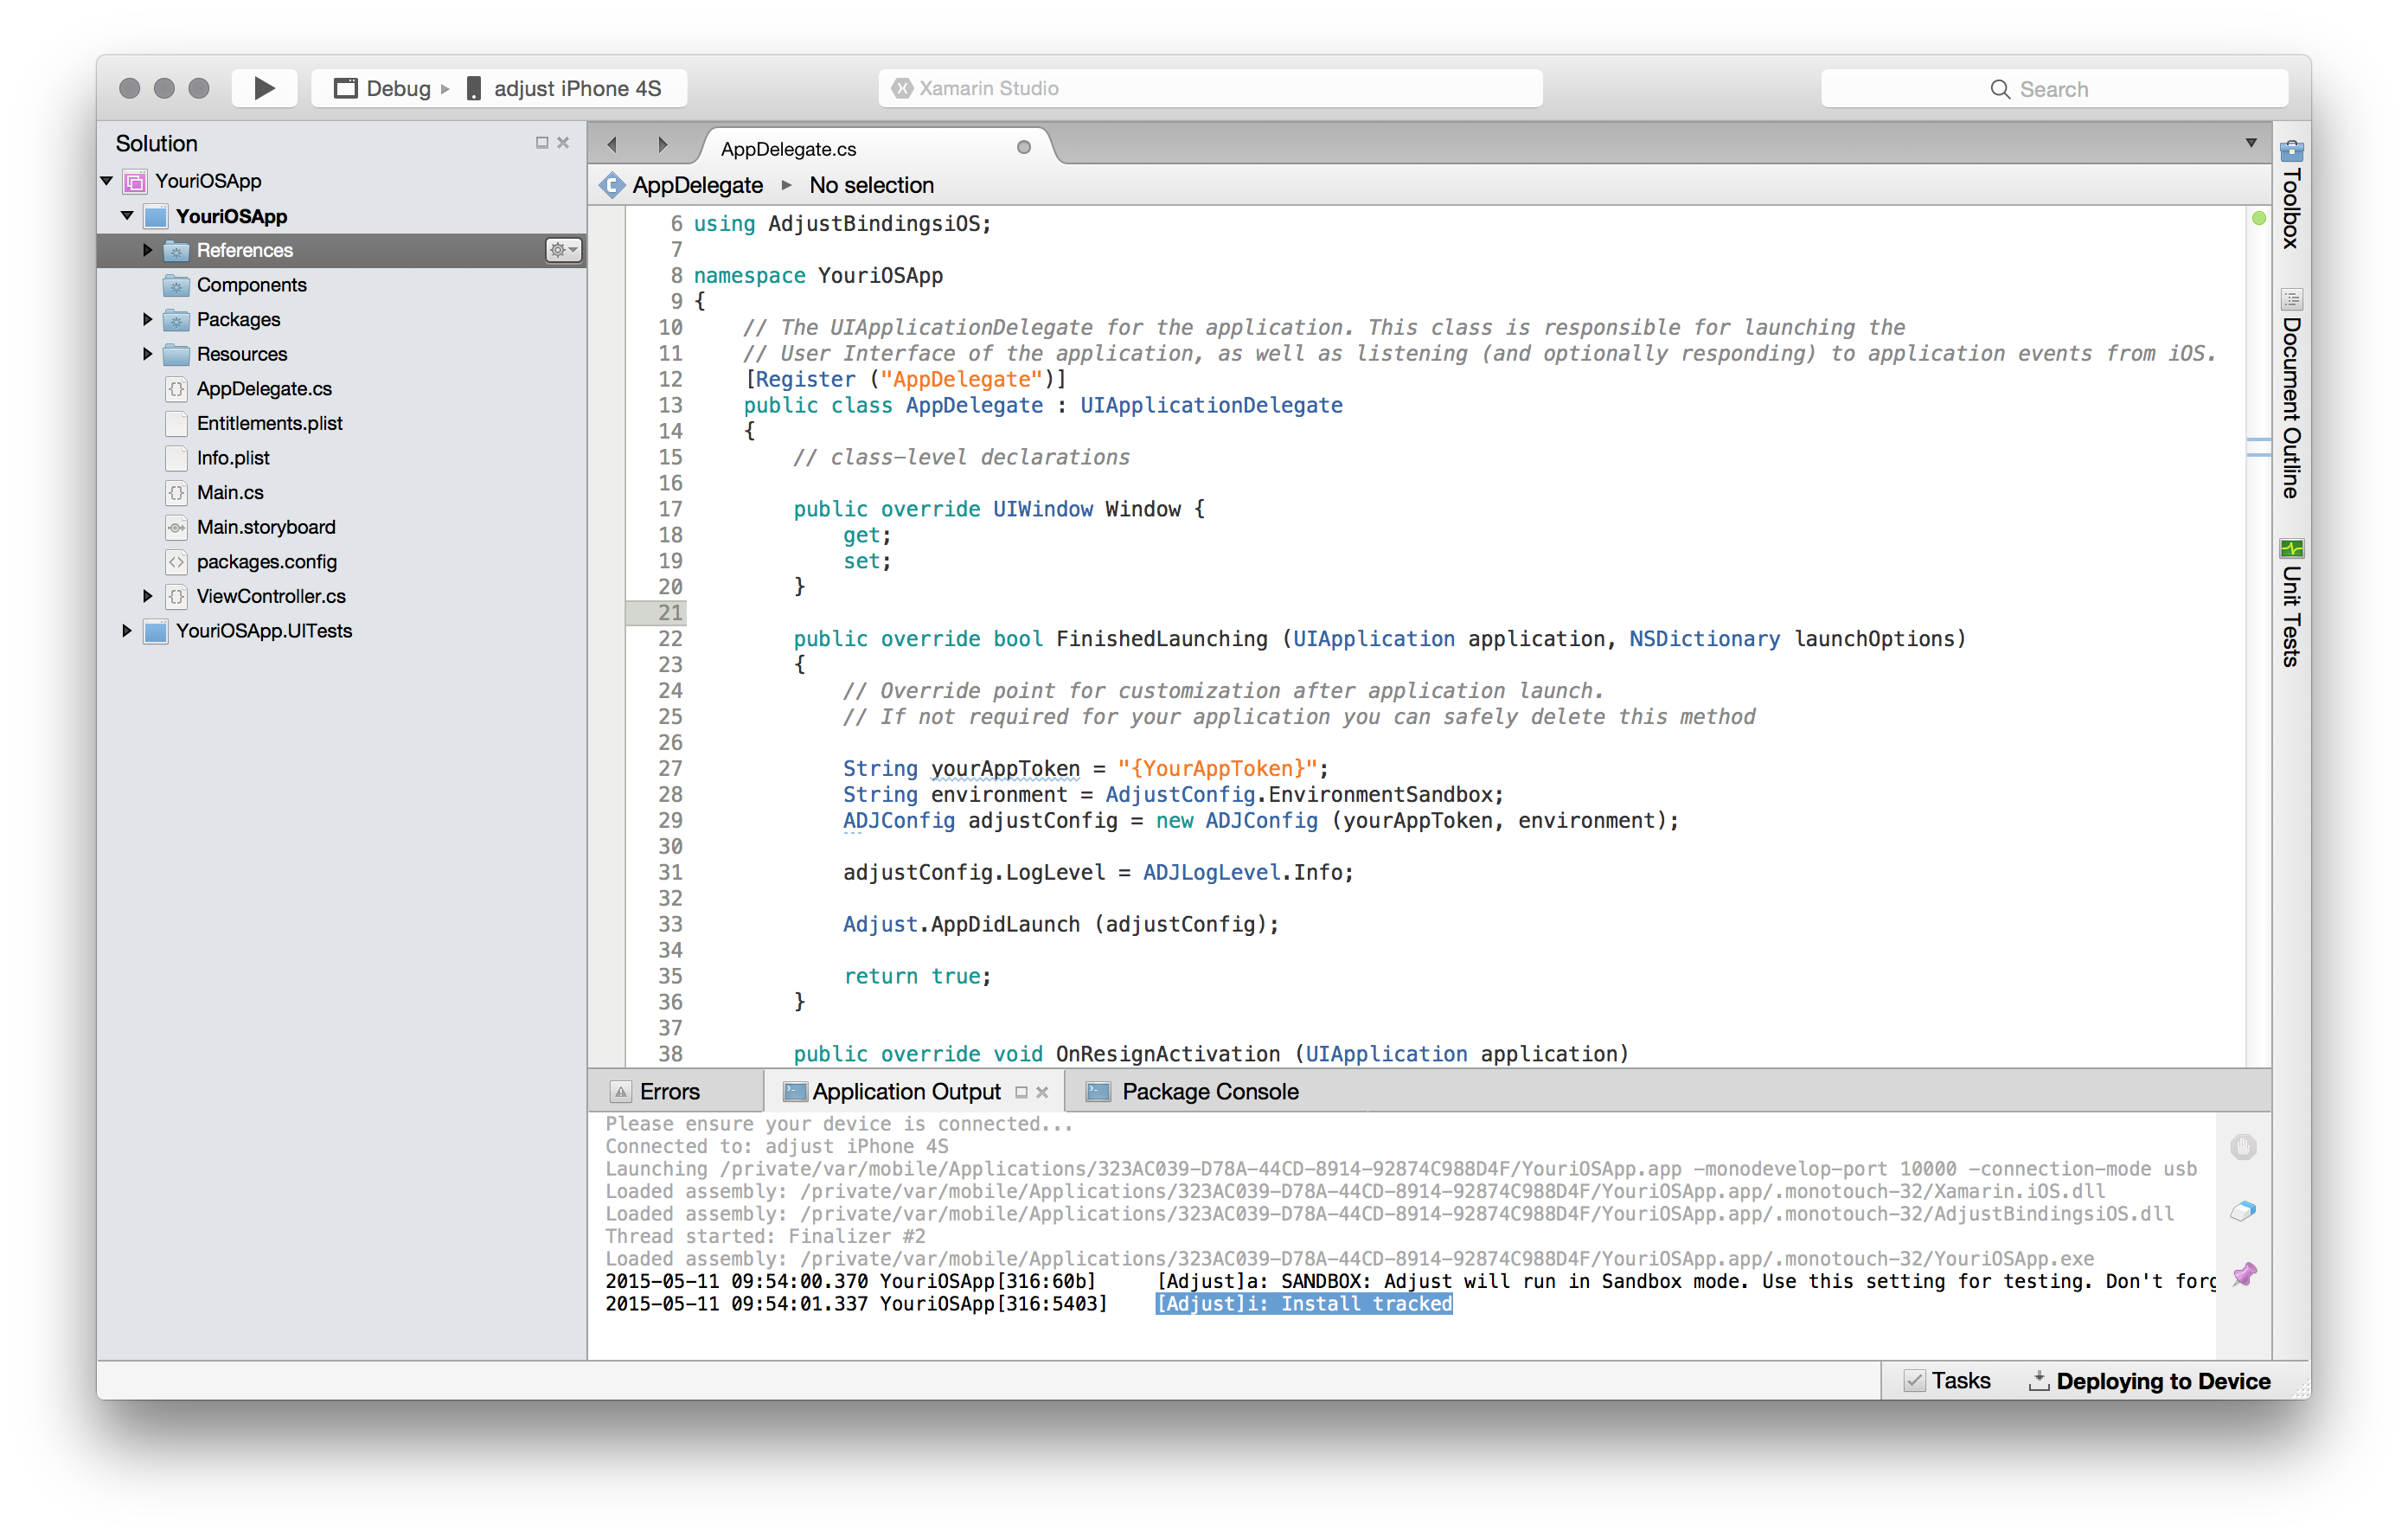 Debug adjust iPhone 4S
Xamarin Studio
Search
Solution
YouriOSApp
YouriOSApp
References
Components
Packages
Resources
AppDelegate.cs
Entitlements.plist
Info.plist
Main.cs
Main.storyboard
packages.config
ViewController.cs
YouriOSApp.UITests
AppDelegate.cs
AppDelegate No selection
6 using AdjustBindingsiOS;
7
8 namespace YouriOSApp
9 {
10 // The UIApplicationDelegate for the application. This class is responsible for launching the
11 // User Interface of the application, as well as listening (and optionally responding) to application events from iOS.
12 [Register ("AppDelegate")]
13 public class AppDelegate : UIApplicationDelegate
14 {
15 // class-level declarations
16
17 public override UIWindow Window {
18 get;
19 set;
20 }
21
22 public override bool FinishedLaunching (UIApplication application, NSDictionary launchOptions)
23 {
24 // Override point for customization after application launch.
25 // If not required for your application you can safely delete this method
26
27 String yourAppToken = "{YourAppToken}";
28 String environment = AdjustConfig.EnvironmentSandbox;
29 ADJConfig adjustConfig = new ADJConfig (yourAppToken, environment);
30
31 adjustConfig.LogLevel = ADJLogLevel.Info;
32
33 Adjust.AppDidLaunch (adjustConfig);
34
35 return true;
36 }
37
38 public override void OnResignActivation (UIApplication application)
Toolbox
Document Outline
Unit Tests
Errors
Application Output
Package Console
Please ensure your device is connected...
Connected to: adjust iPhone 4S
Launching /private/var/mobile/Applications/323AC039-D78A-44CD-8914-92874C988D4F/YouriOSApp.app -monodevelop-port 10000 -connection-mode usb
Loaded assembly: /private/var/mobile/Applications/323AC039-D78A-44CD-8914-92874C988D4F/YouriOSApp.app/.monotouch-32/Xamarin.iOS.dll
Loaded assembly: /private/var/mobile/Applications/323AC039-D78A-44CD-8914-92874C988D4F/YouriOSApp.app/.monotouch-32/AdjustBindingsiOS.dll
Thread started: Finalizer #2
Loaded assembly: /private/var/mobile/Applications/323AC039-D78A-44CD-8914-92874C988D4F/YouriOSApp.app/.monotouch-32/YouriOSApp.exe
2015-05-11 09:54:00.370 YouriOSApp[316:60b] [Adjust]a: SANDBOX: Adjust will run in Sandbox mode. Use this setting for testing. Don't forg
2015-05-11 09:54:01.337 YouriOSApp[316:5403] [Adjust]i: Install tracked
Tasks
Deploying to Device